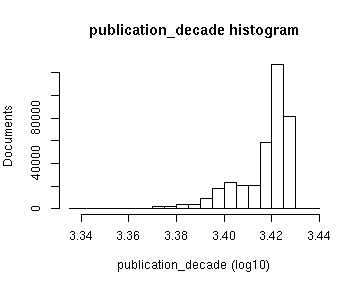 publication_decade histogram
Documents
80000
40000
0
3.34 3.36 3.38 3.40 3.42 3.44
publication_decade (log10)